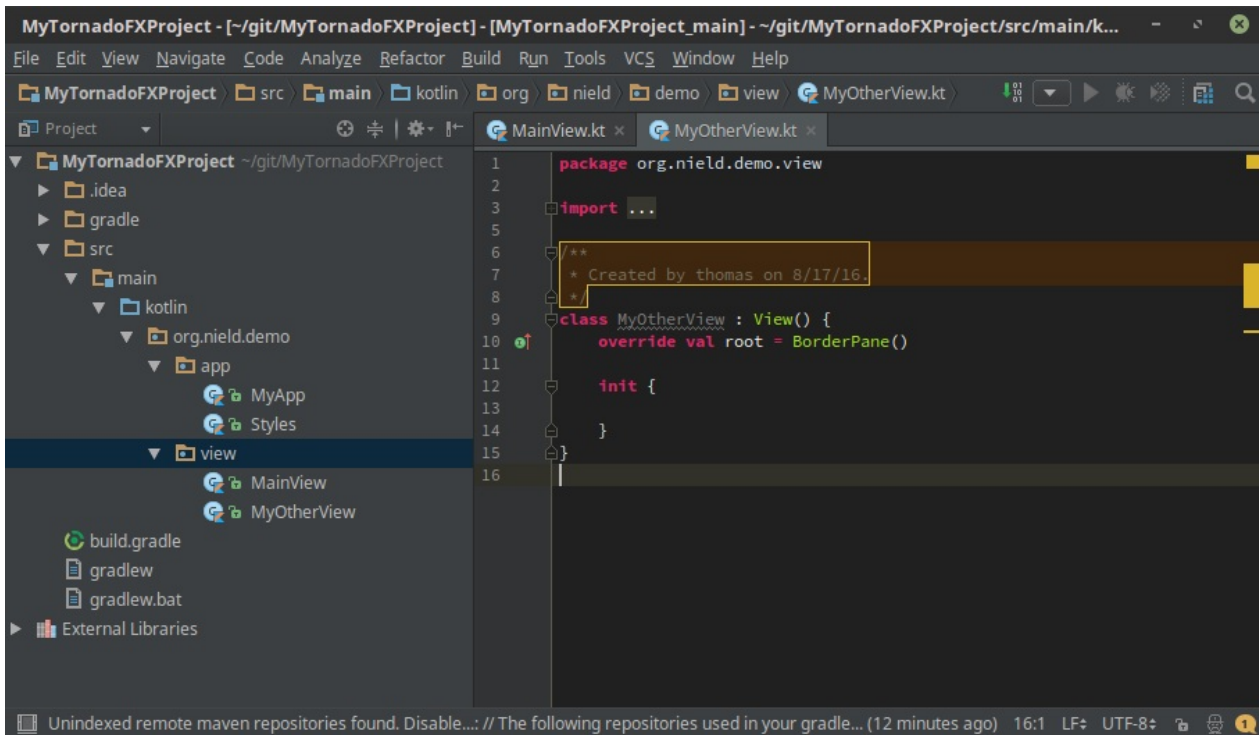 MyTornadoFXProject - [~/git/MyTornadoFXProject] - [MyTornadoFXProject_main] - ~/git/MyTornadoFXProject/src/main/k...
File Edit View Navigate Code Analyze Refactor Build Run Tools VCS Window Help
MyTornadoFXProject src main kotlin org nield demo view MyOtherView.kt
Project
MainView.kt × MyOtherView.kt ×
MyTornadoFXProject ~/git/MyTornadoFXProject
.idea
gradle
src
main
kotlin
org.nield.demo
app
MyApp
Styles
view
MainView
MyOtherView
build.gradle
gradlew
gradlew.bat
External Libraries
1 package org.nield.demo.view
2
3 import ...
5
6 /**
7 * Created by thomas on 8/17/16.
8 */
9 class MyOtherView : View() {
10 override val root = BorderPane()
11
12 init {
13
14 }
15 }
16
Unindexed remote maven repositories found. Disable...: // The following repositories used in your gradle... (12 minutes ago) 16:1 LF÷ UTF-8÷ 1